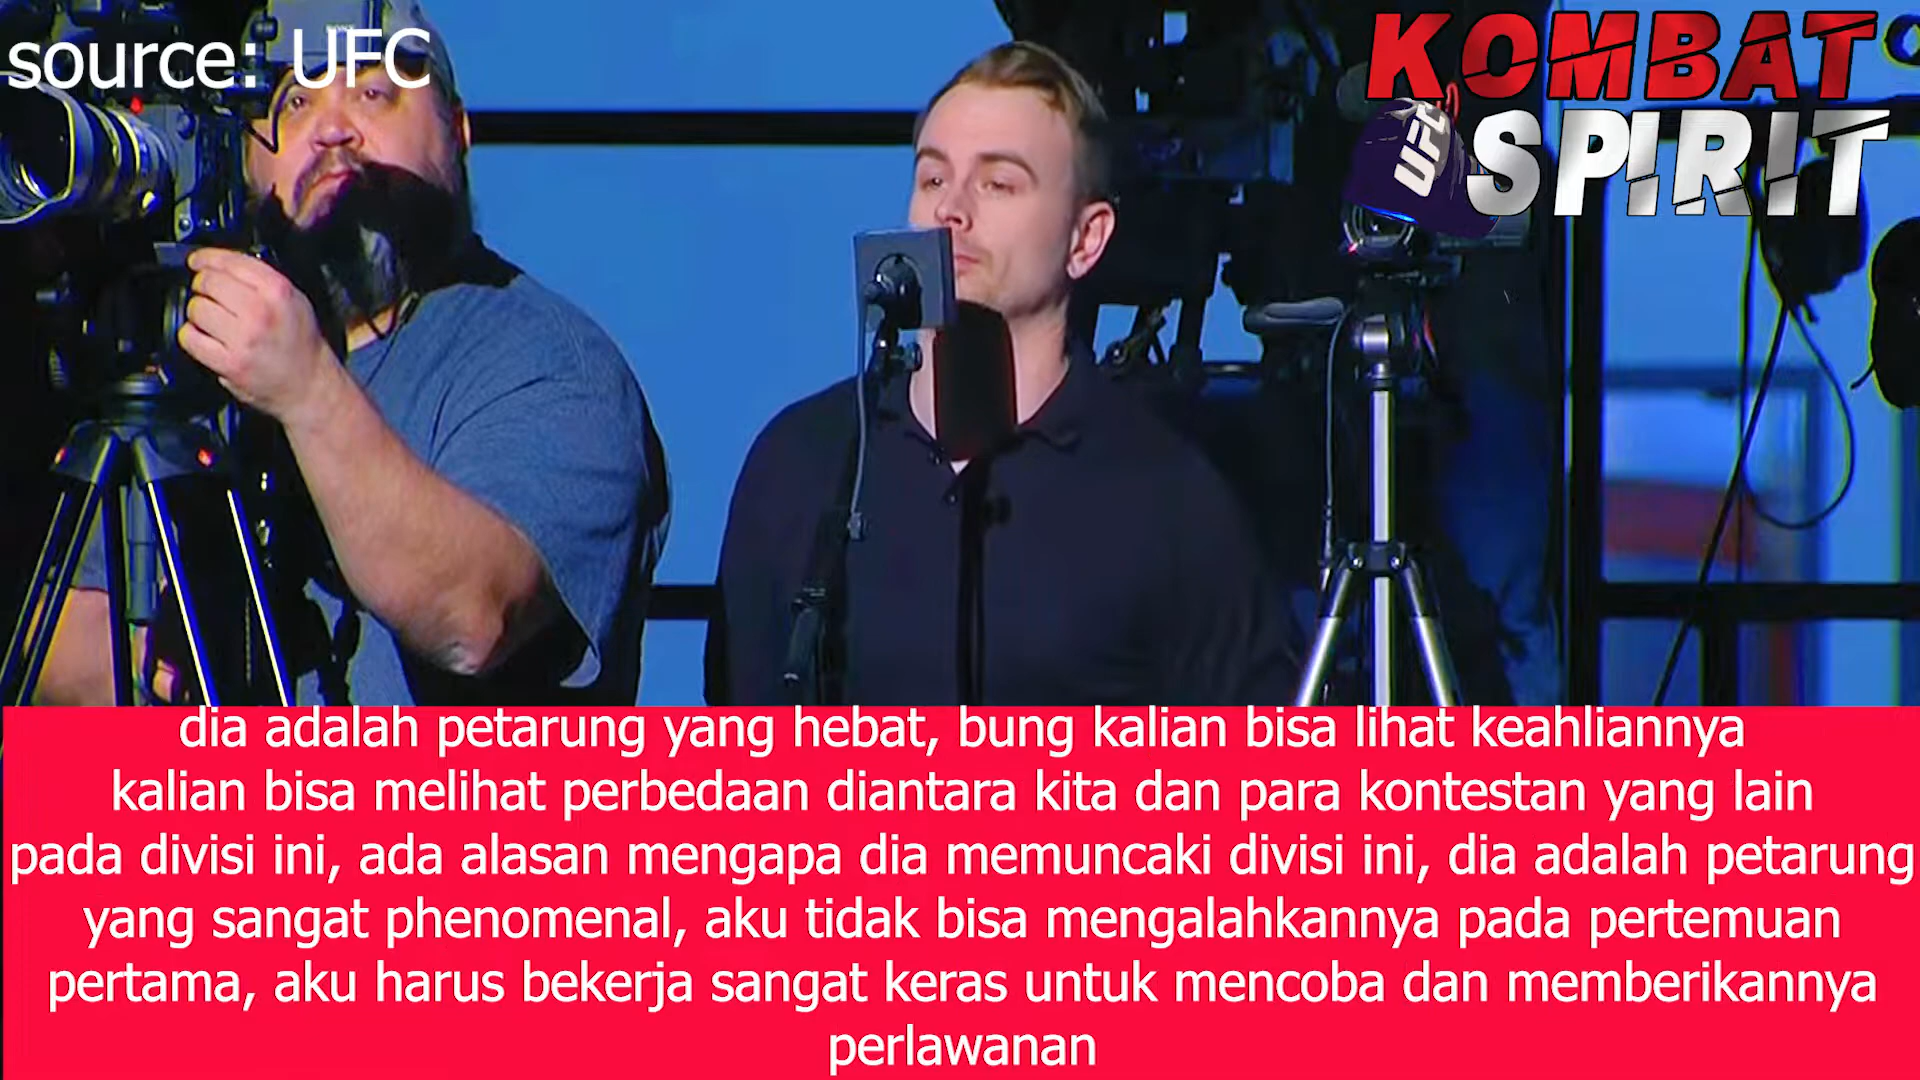 source: UFC
KOMBAT
SPIRIT
UFC
dia adalah petarung yang hebat, bung kalian bisa lihat keahliannya
kalian bisa melihat perbedaan diantara kita dan para kontestan yang lain
pada divisi ini, ada alasan mengapa dia memuncaki divisi ini, dia adalah petarung
yang sangat phenomenal, aku tidak bisa mengalahkannya pada pertemuan
pertama, aku harus bekerja sangat keras untuk mencoba dan memberikannya
perlawanan